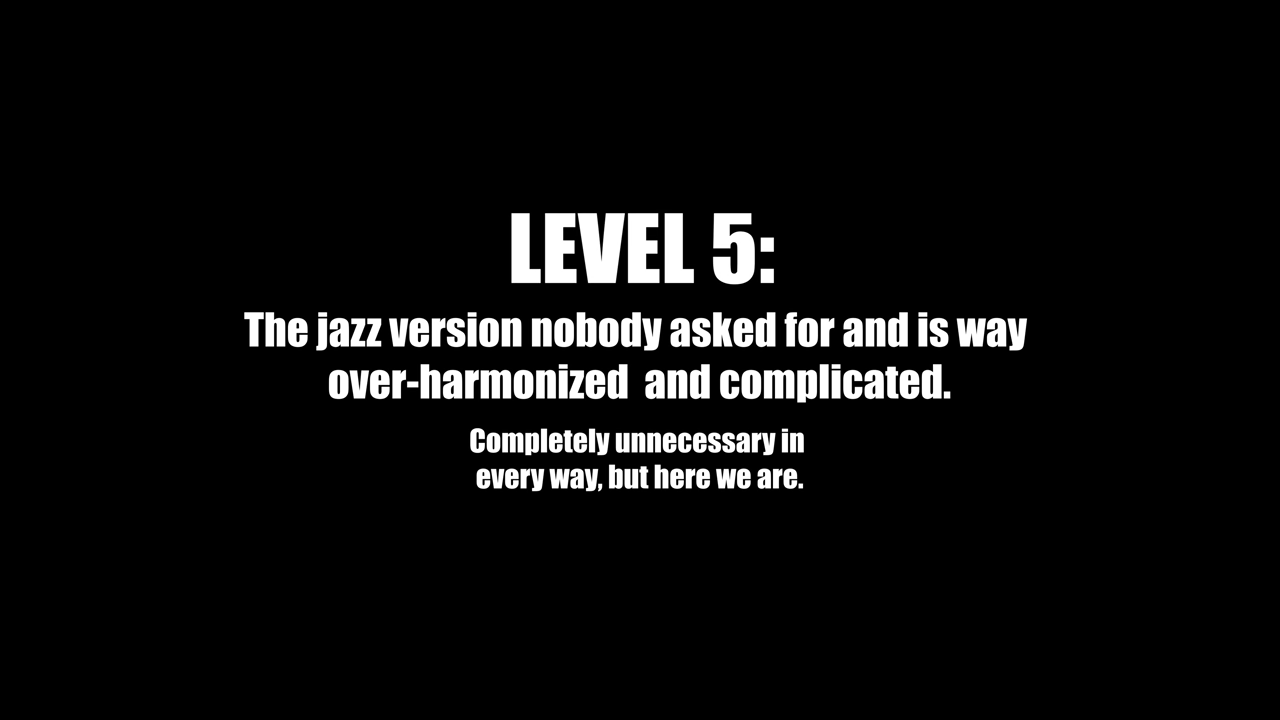 LEVEL 5:
The jazz version nobody asked for and is way
over-harmonized  and complicated.
Completely unnecessary in
every way, but here we are.